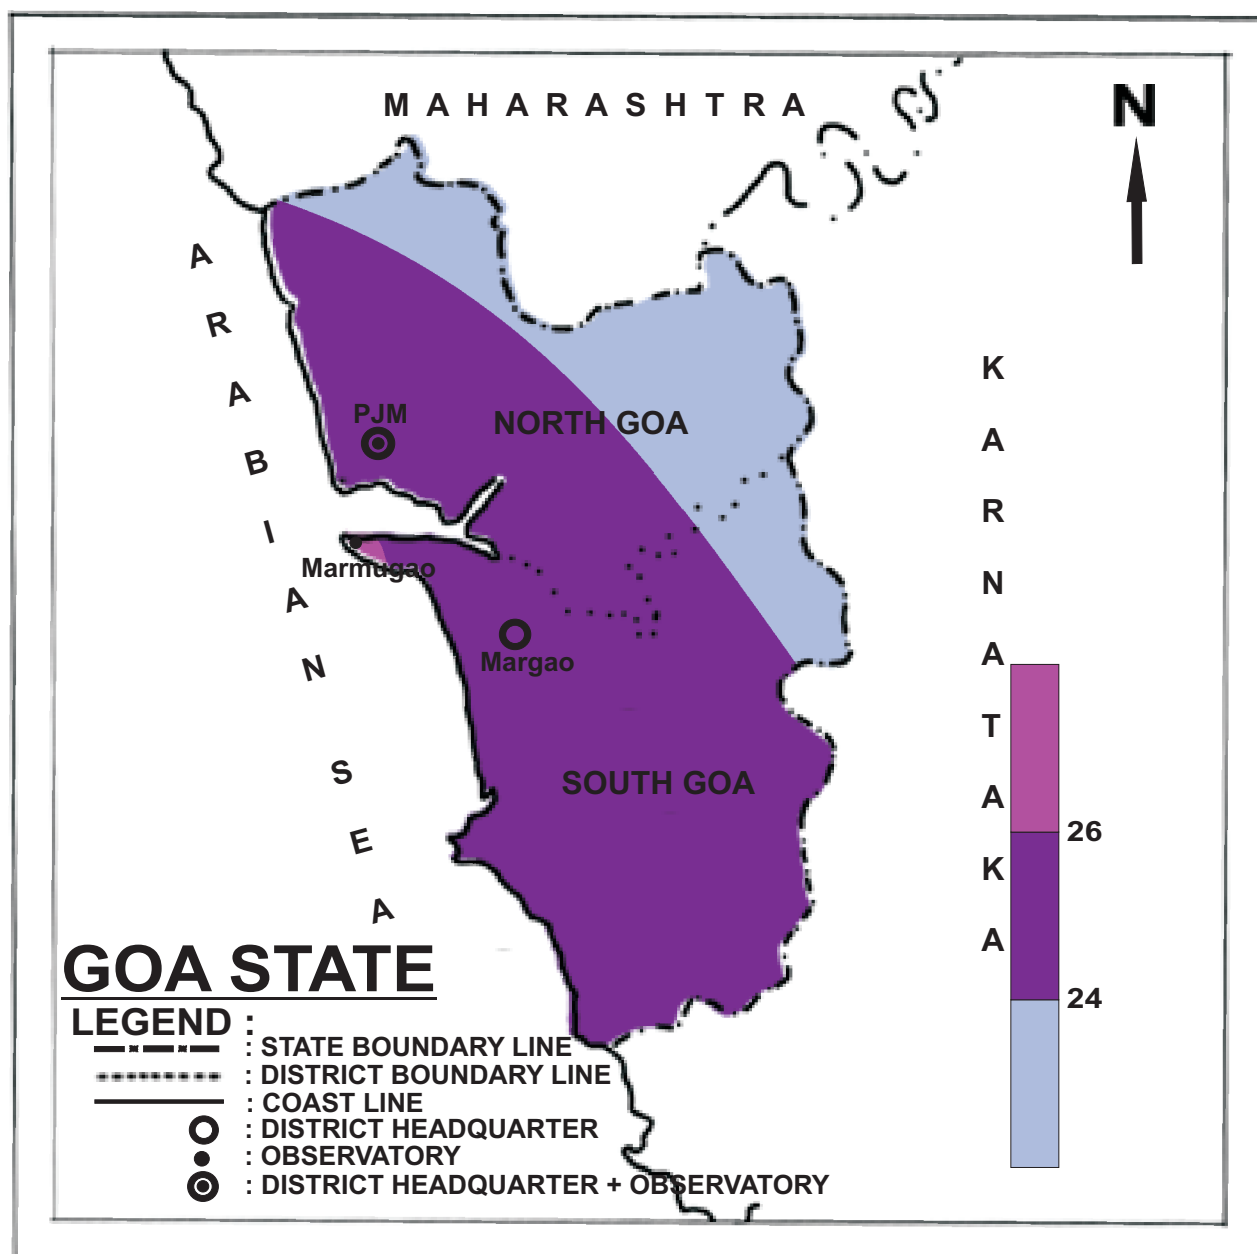 M A H A R A S H T R A
N
A R A B I A N S E A
K A R N A T A K A
PJM
NORTH GOA
Marmugao
Margao
SOUTH GOA
26
24
GOA STATE
LEGEND :
: STATE BOUNDARY LINE
: DISTRICT BOUNDARY LINE
: COAST LINE
: DISTRICT HEADQUARTER
: OBSERVATORY
: DISTRICT HEADQUARTER + OBSERVATORY